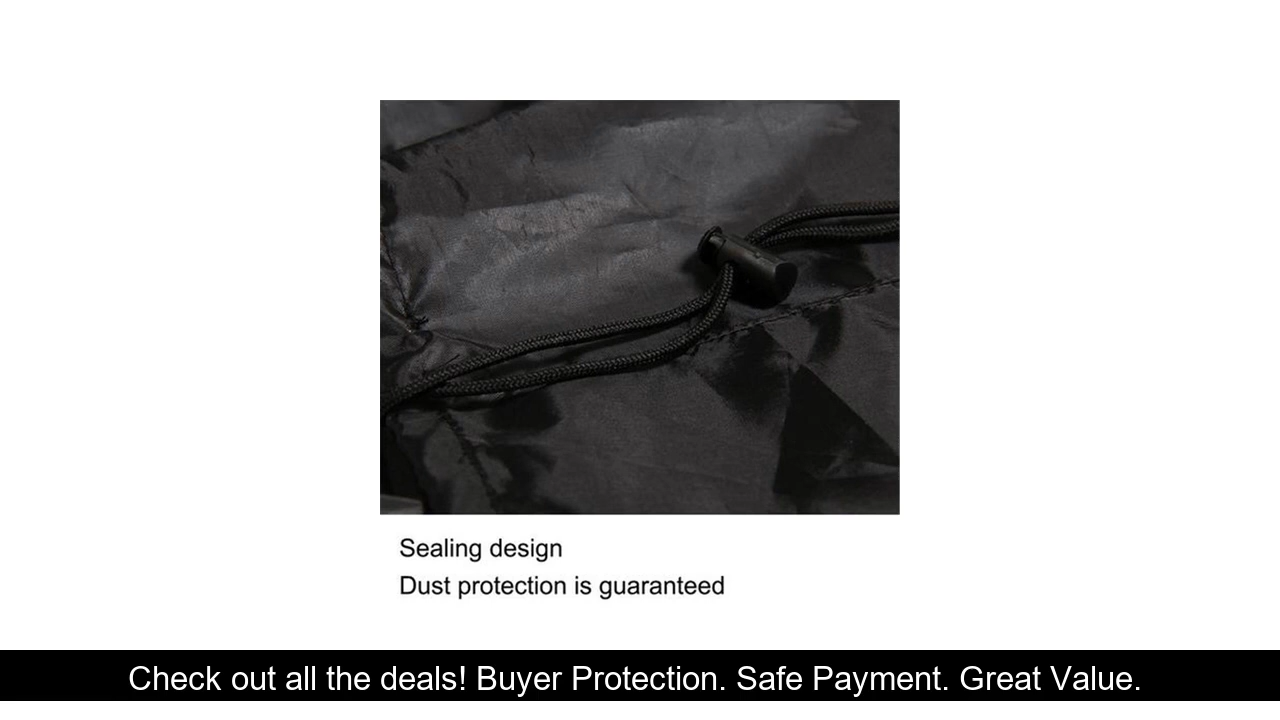 Sealing design
Dust protection is guaranteed
Check out all the deals! Buyer Protection. Safe Payment. Great Value.